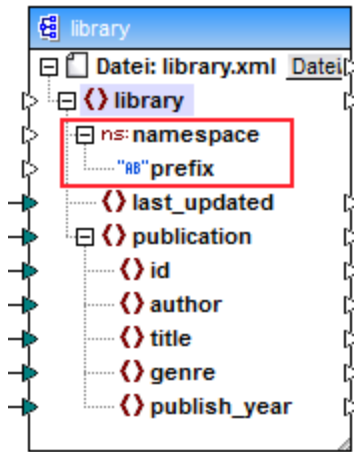 library
Datei: library.xml Datei
library
ns: namespace
"AB" prefix
last_updated
publication
id
author
title
genre
publish_year